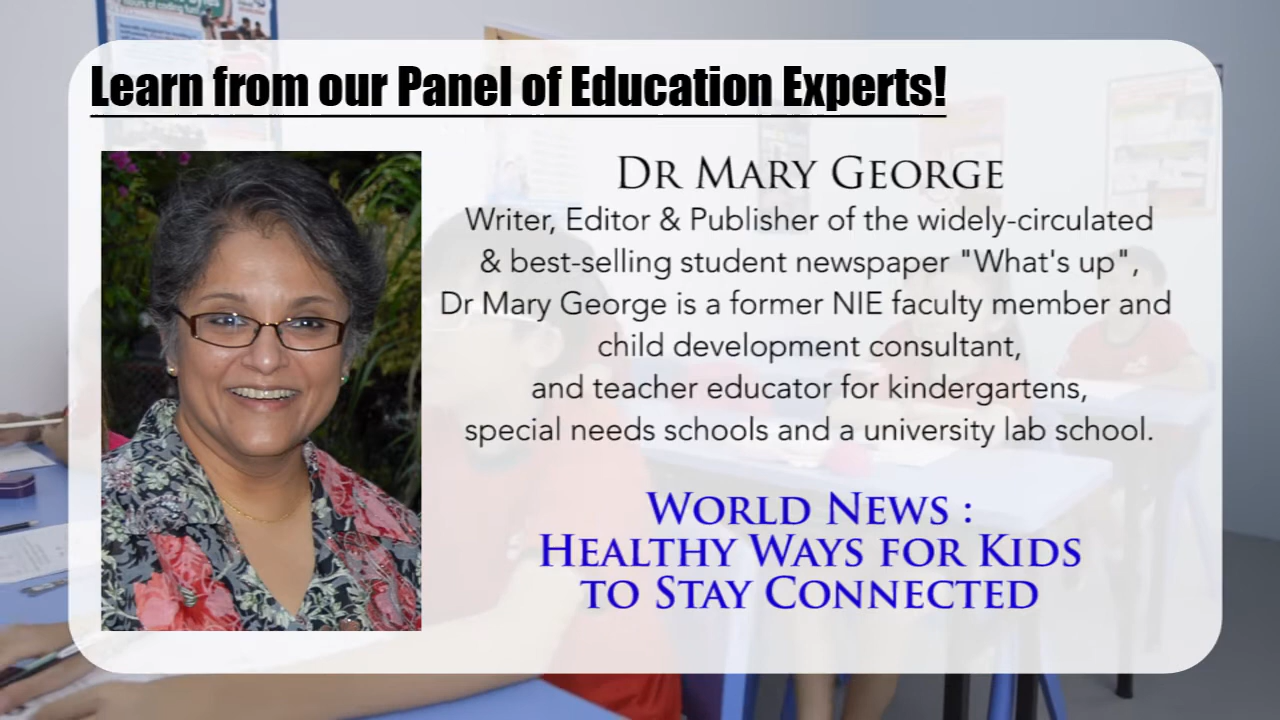 Learn from our Panel of Education Experts!
DR MARY GEORGE
Writer, Editor & Publisher of the widely-circulated
& best-selling student newspaper "What's up",
Dr Mary George is a former NIE faculty member and
child development consultant,
and teacher educator for kindergartens,
special needs schools and a university lab school.
WORLD NEWS :
HEALTHY WAYS FOR KIDS
TO STAY CONNECTED